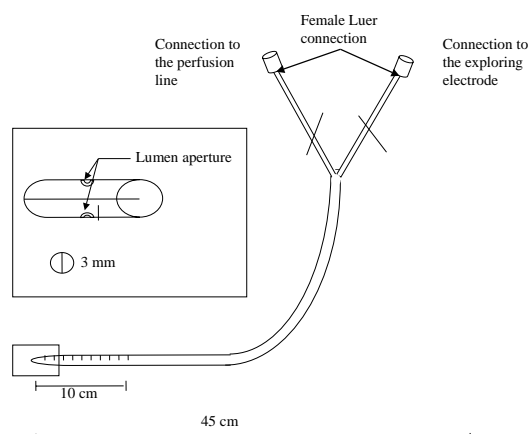 Female Luer
connection
Connection to
the perfusion
line
Connection to
the exploring
electrode
Lumen aperture
3 mm
10 cm
45 cm